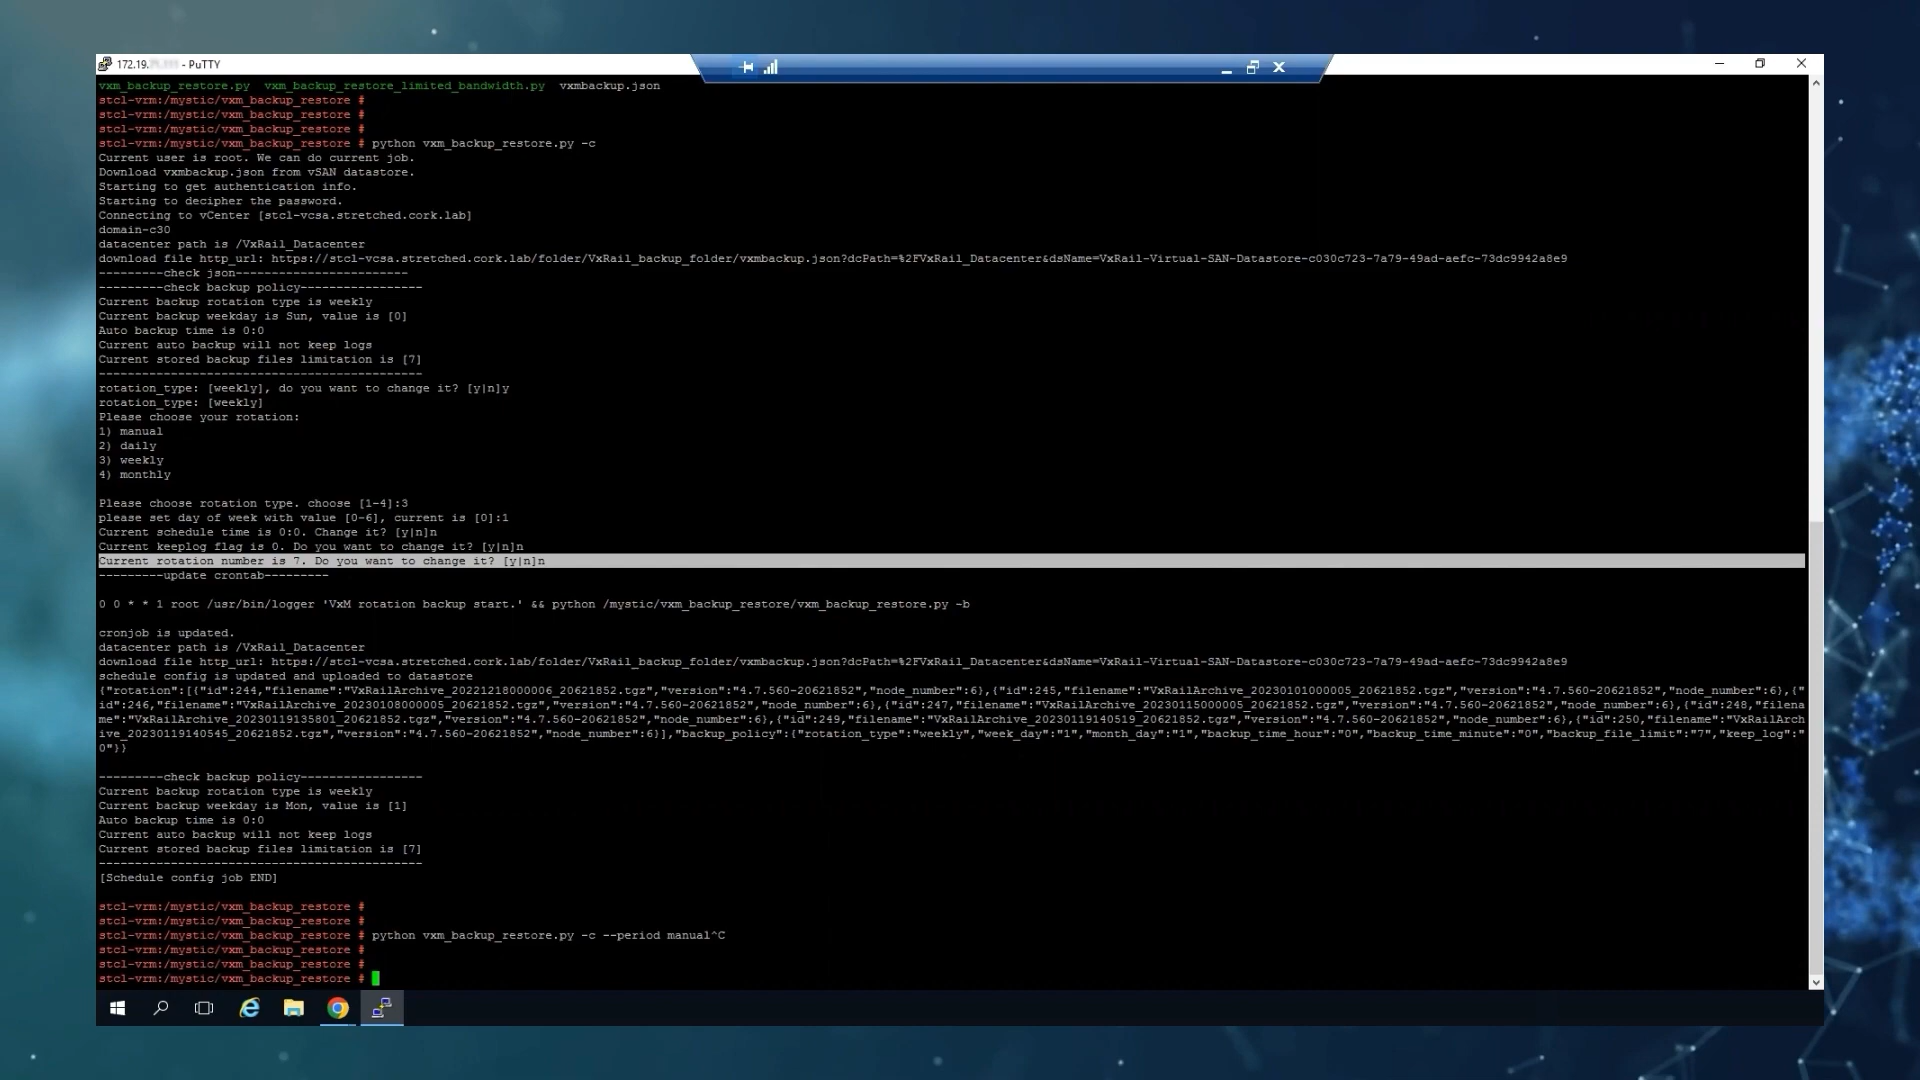 172.19. - PuTTY
vxm_backup_restore.py  vxm_backup_restore_limited_bandwidth.py  vxmbackup.json
stcl-vrm:/mystic/vxm_backup_restore #
stcl-vrm:/mystic/vxm_backup_restore #
stcl-vrm:/mystic/vxm_backup_restore #
stcl-vrm:/mystic/vxm_backup_restore # python vxm_backup_restore.py -c
Current user is root. We can do current job.
Download vxmbackup.json from vSAN datastore.
Starting to get authentication info.
Starting to decipher the password.
Connecting to vCenter [stcl-vcsa.stretched.cork.lab]
domain-c30
datacenter path is /VxRail_Datacenter
download file http_url: https://stcl-vcsa.stretched.cork.lab/folder/VxRail_backup_folder/vxmbackup.json?dcPath=%2FVxRail_Datacenter&dsName=VxRail-Virtual-SAN-Datastore-c030c723-7a79-49ad-aefc-73dc9942a8e9
---------check json------------------------
---------check backup policy-----------------
Current backup rotation type is weekly
Current backup weekday is Sun, value is [0]
Auto backup time is 0:0
Current auto backup will not keep logs
Current stored backup files limitation is [7]
---------------------------------------------
rotation_type: [weekly], do you want to change it? [y|n]y
rotation_type: [weekly]
Please choose your rotation:
1) manual
2) daily
3) weekly
4) monthly
Please choose rotation type. choose [1-4]:3
please set day of week with value [0-6], current is [0]:1
Current schedule time is 0:0. Change it? [y|n]n
Current keeplog flag is 0. Do you want to change it? [y|n]n
Current rotation number is 7. Do you want to change it? [y|n]n
---------update crontab---------
0 0 * * 1 root /usr/bin/logger 'VxM rotation backup start.' && python /mystic/vxm_backup_restore/vxm_backup_restore.py -b
cronjob is updated.
datacenter path is /VxRail_Datacenter
download file http_url: https://stcl-vcsa.stretched.cork.lab/folder/VxRail_backup_folder/vxmbackup.json?dcPath=%2FVxRail_Datacenter&dsName=VxRail-Virtual-SAN-Datastore-c030c723-7a79-49ad-aefc-73dc9942a8e9
schedule config is updated and uploaded to datastore
{"rotation":[{"id":244,"filename":"VxRailArchive_20221218000006_20621852.tgz","version":"4.7.560-20621852","node_number":6},{"id":245,"filename":"VxRailArchive_20230101000005_20621852.tgz","version":"4.7.560-20621852","node_number":6},{"
id":246,"filename":"VxRailArchive_20230108000005_20621852.tgz","version":"4.7.560-20621852","node_number":6},{"id":247,"filename":"VxRailArchive_20230115000005_20621852.tgz","version":"4.7.560-20621852","node_number":6},{"id":248,"filena
me":"VxRailArchive_20230119135801_20621852.tgz","version":"4.7.560-20621852","node_number":6},{"id":249,"filename":"VxRailArchive_20230119140519_20621852.tgz","version":"4.7.560-20621852","node_number":6},{"id":250,"filename":"VxRailArch
ive_20230119140545_20621852.tgz","version":"4.7.560-20621852","node_number":6}],"backup_policy":{"rotation_type":"weekly","week_day":"1","month_day":"1","backup_time_hour":"0","backup_time_minute":"0","backup_file_limit":"7","keep_log":"
0"}}
---------check backup policy-----------------
Current backup rotation type is weekly
Current backup weekday is Mon, value is [1]
Auto backup time is 0:0
Current auto backup will not keep logs
Current stored backup files limitation is [7]
---------------------------------------------
[Schedule config job END]
stcl-vrm:/mystic/vxm_backup_restore #
stcl-vrm:/mystic/vxm_backup_restore #
stcl-vrm:/mystic/vxm_backup_restore # python vxm_backup_restore.py -c --period manual^C
stcl-vrm:/mystic/vxm_backup_restore #
stcl-vrm:/mystic/vxm_backup_restore #
stcl-vrm:/mystic/vxm_backup_restore #